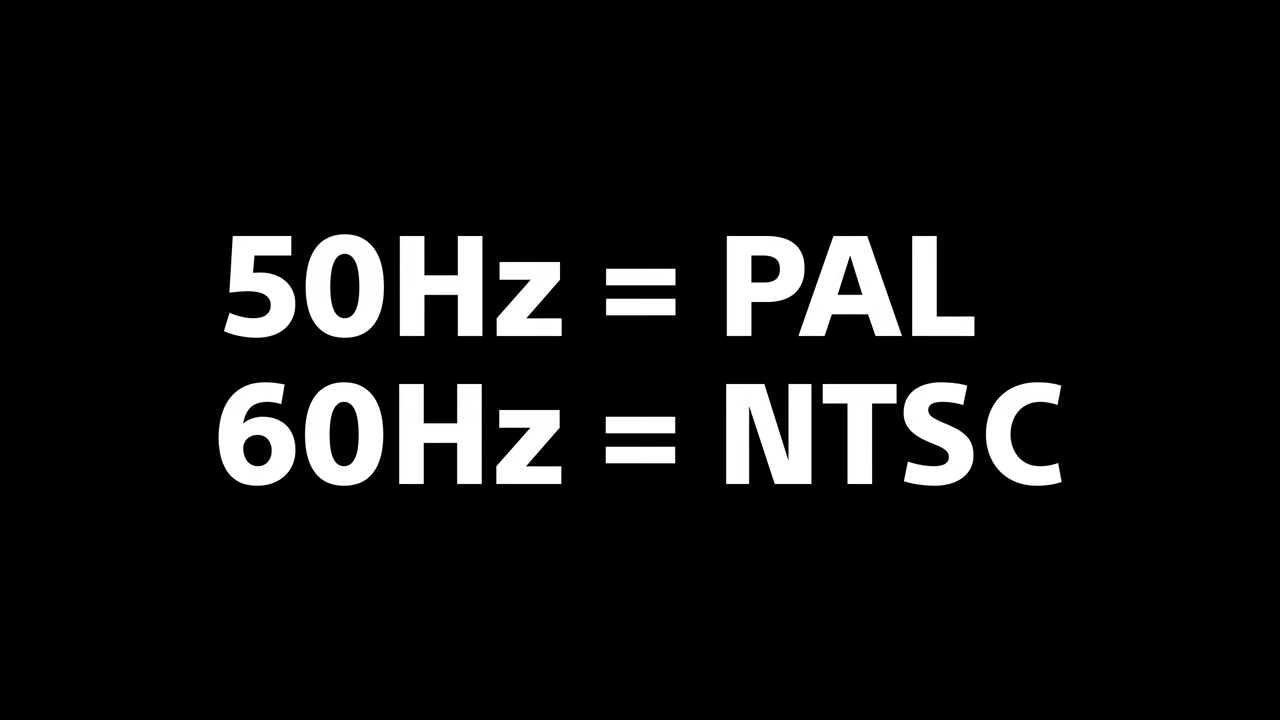 50Hz = PAL
60Hz = NTSC